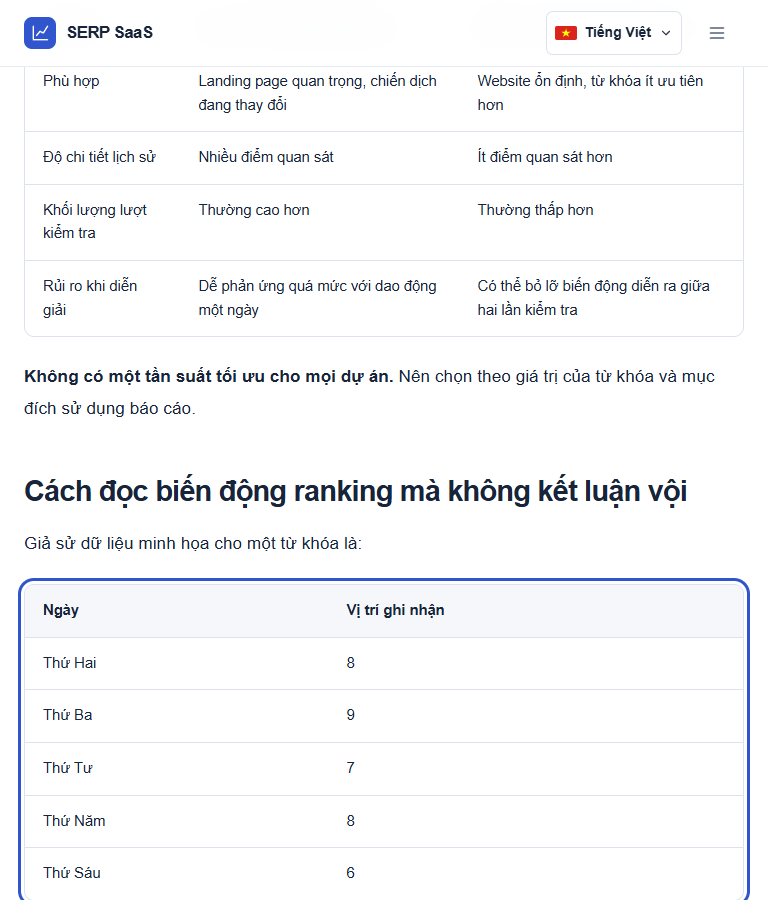 SERP SaaS
Tiếng Việt
Phù hợp
Landing page quan trọng, chiến dịch
đang thay đổi
Website ổn định, từ khóa ít ưu tiên
hơn
Độ chi tiết lịch sử
Nhiều điểm quan sát
Ít điểm quan sát hơn
Khối lượng lượt
kiểm tra
Thường cao hơn
Thường thấp hơn
Rủi ro khi diễn
giải
Dễ phản ứng quá mức với dao động
một ngày
Có thể bỏ lỡ biến động diễn ra giữa
hai lần kiểm tra
Không có một tần suất tối ưu cho mọi dự án. Nên chọn theo giá trị của từ khóa và mục
đích sử dụng báo cáo.
Cách đọc biến động ranking mà không kết luận vội
Giả sử dữ liệu minh họa cho một từ khóa là:
Ngày
Vị trí ghi nhận
Thứ Hai
8
Thứ Ba
9
Thứ Tư
7
Thứ Năm
8
Thứ Sáu
6